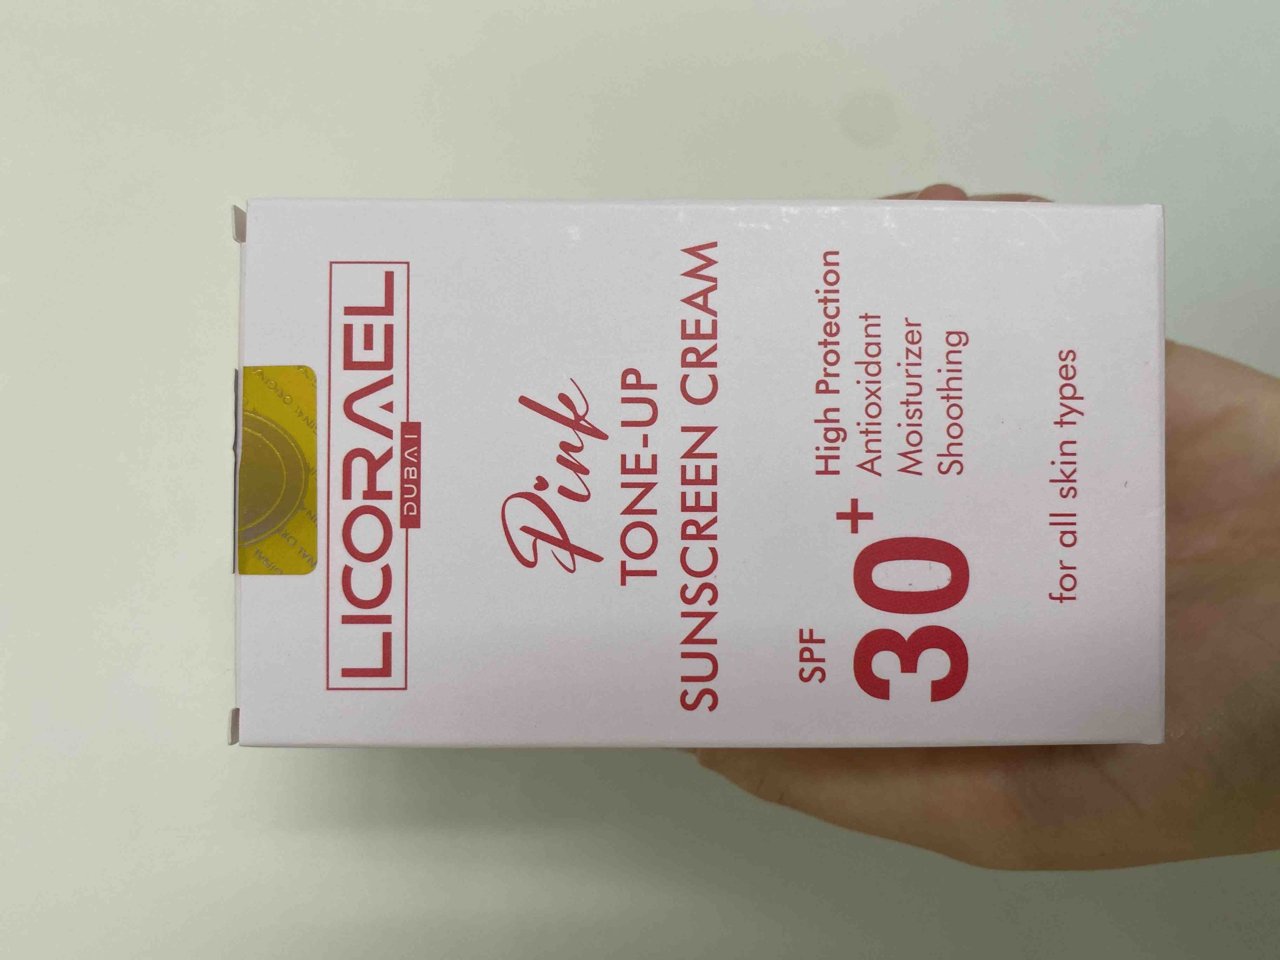 LICORAEL
DUBAI
Pink
TONE-UP
SUNSCREEN CREAM
SPF
30+
High Protection
Antioxidant
Moisturizer
Shoothing
for all skin types